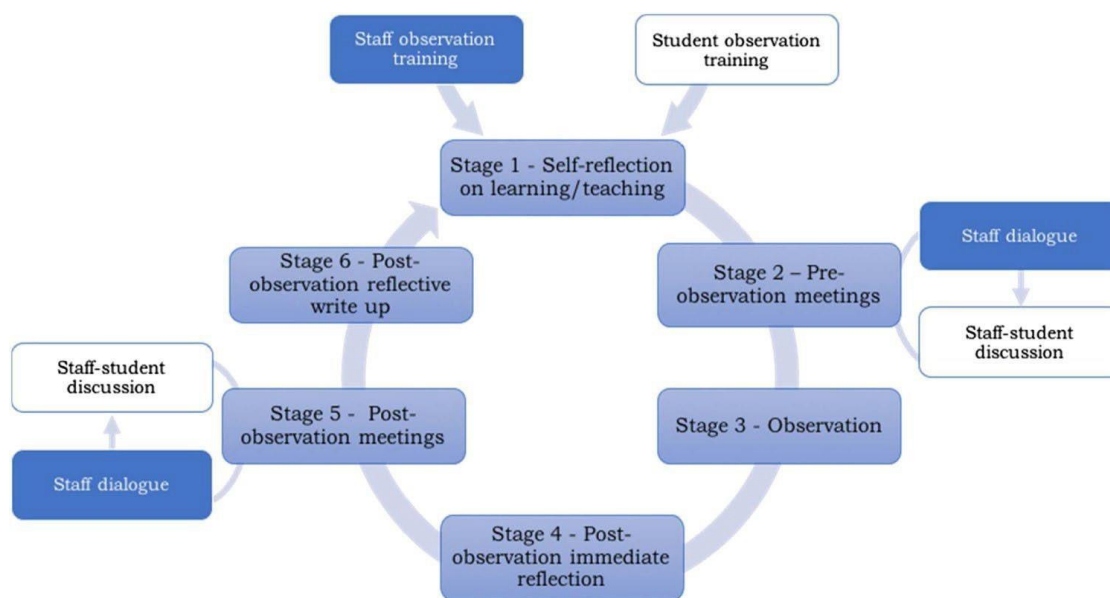 Staff observation
training
Student observation
training
Stage 1 - Self-reflection
on learning/teaching
Stage 2 – Pre-
observation meetings
Staff dialogue
Staff-student
discussion
Stage 3 - Observation
Stage 4 - Post-
observation immediate
reflection
Stage 5 -  Post-
observation meetings
Staff-student
discussion
Staff dialogue
Stage 6 - Post-
observation reflective
write up